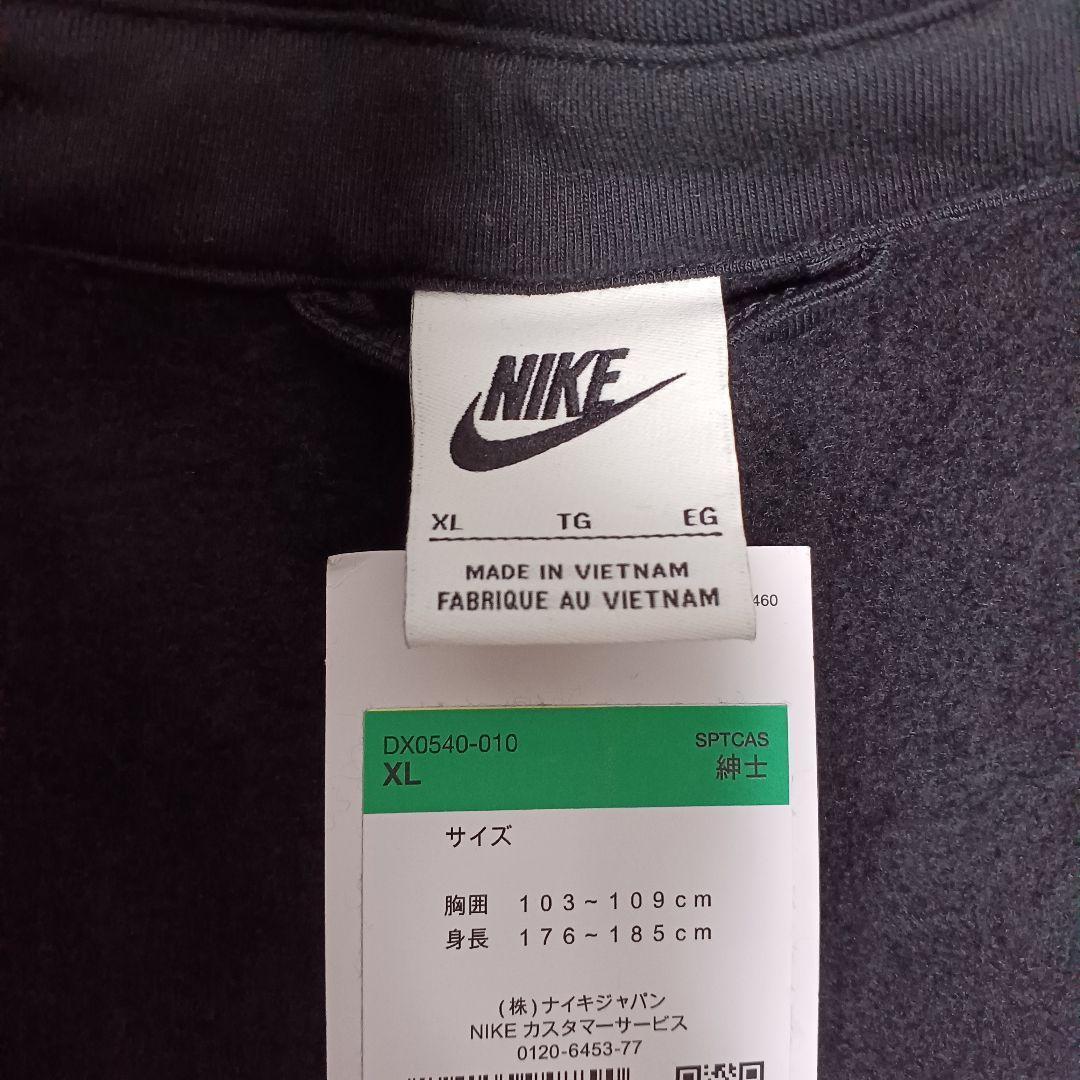 NIKE
XL TG EG
MADE IN VIETNAM
FABRIQUE AU VIETNAM
460
DX0540-010 SPTCAS
XL 紳士
サイズ
胸囲 103~109cm
身長 176~185cm
(株)ナイキジャパン
NIKE カスタマーサービス
0120-6453-77